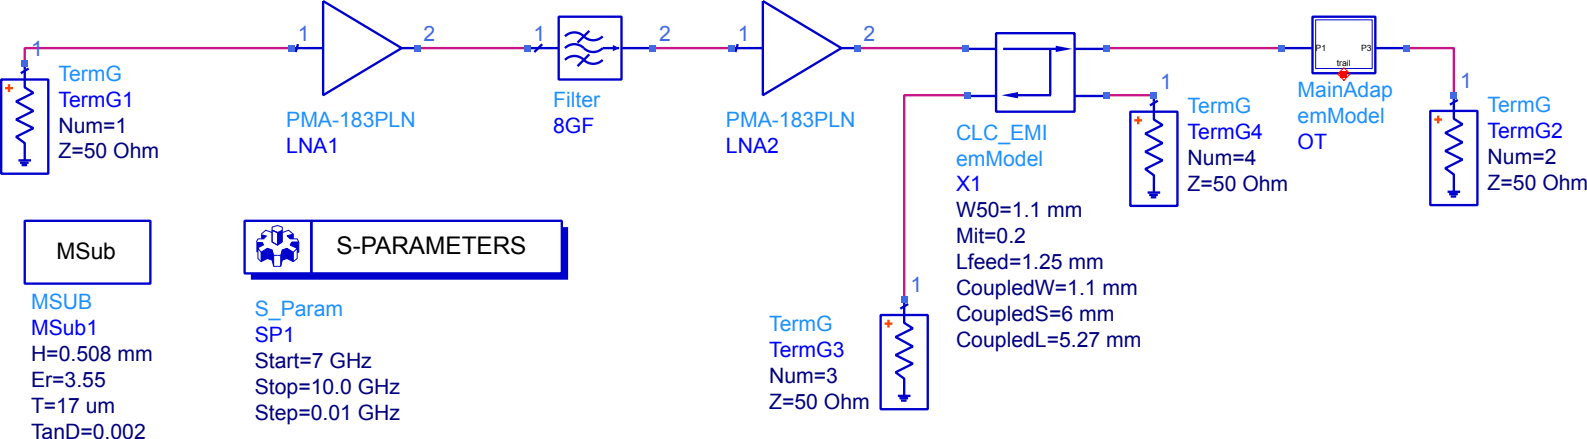 1
TermG
TermG1
Num=1
Z=50 Ohm
1
2
PMA-183PLN
LNA1
1
2
Filter
8GF
1
2
PMA-183PLN
LNA2
CLC_EMI
emModel
X1
W50=1.1 mm
Mit=0.2
Lfeed=1.25 mm
CoupledW=1.1 mm
CoupledS=6 mm
CoupledL=5.27 mm
1
TermG
TermG4
Num=4
Z=50 Ohm
P1
P3
trail
MainAdap
emModel
OT
1
TermG
TermG2
Num=2
Z=50 Ohm
1
TermG
TermG3
Num=3
Z=50 Ohm
MSub
MSUB
MSub1
H=0.508 mm
Er=3.55
T=17 um
TanD=0.002
S-PARAMETERS
S_Param
SP1
Start=7 GHz
Stop=10.0 GHz
Step=0.01 GHz